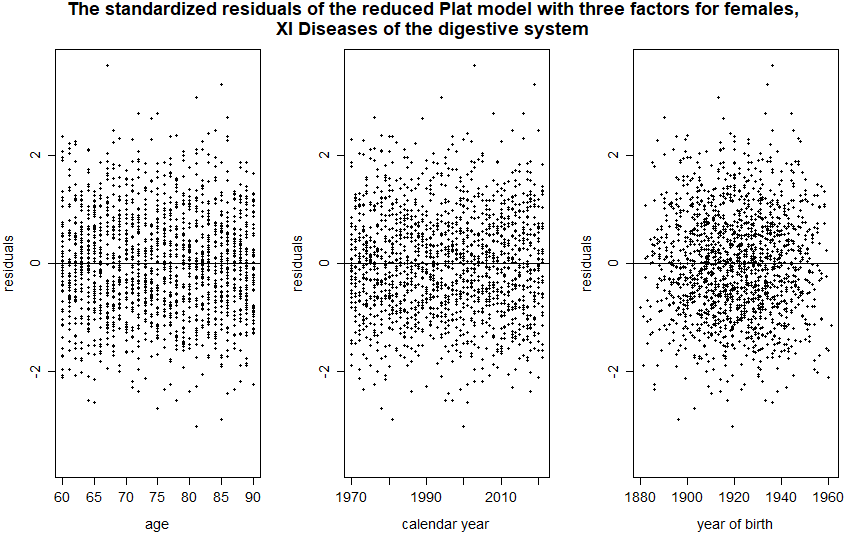 The standardized residuals of the reduced Plat model with three factors for females,
XI Diseases of the digestive system
residuals
2
0
-2
60 65 70 75 80 85 90
age
residuals
2
0
-2
1970 1990 2010
calendar year
residuals
2
0
-2
1880 1900 1920 1940 1960
year of birth